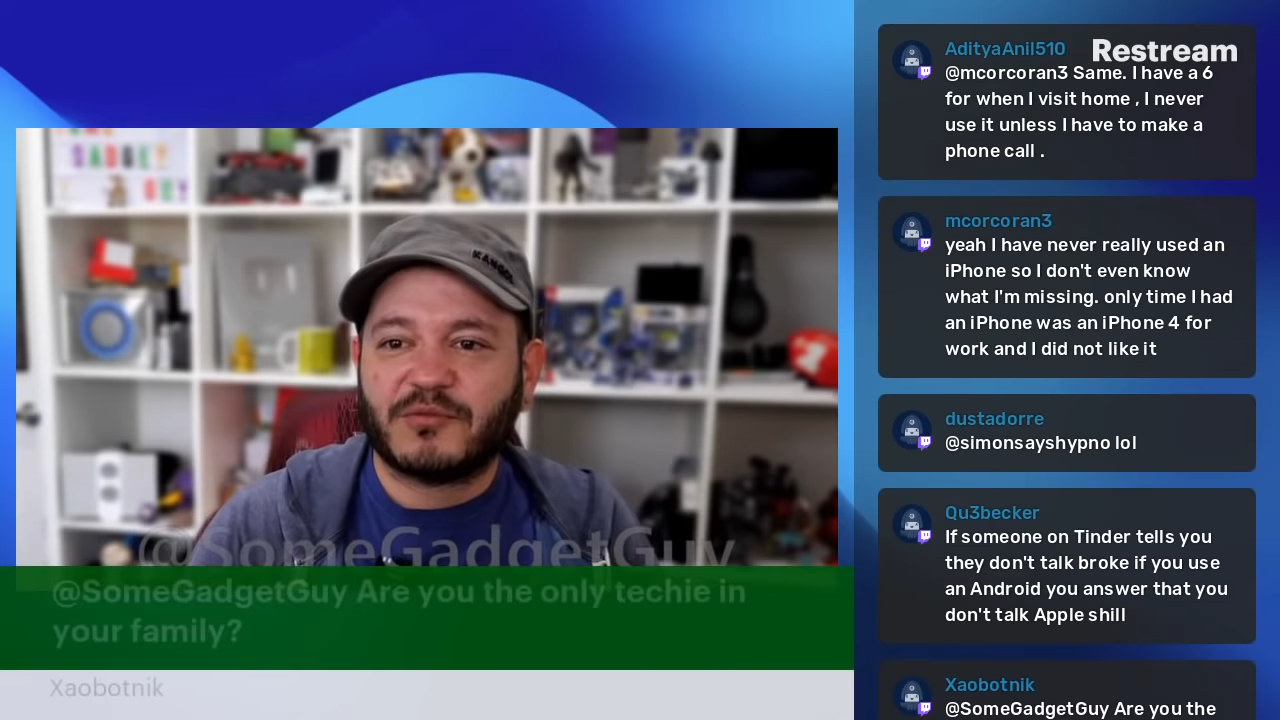 SADGET
GUY
KANGOL
@SomeGadgetGuy
@SomeGadgetGuy Are you the only techie in
your family?
Xaobotnik
Restream
AdityaAnil510
@mcorcoran3 Same. I have a 6
for when I visit home , I never
use it unless I have to make a
phone call .
mcorcoran3
yeah I have never really used an
iPhone so I don't even know
what I'm missing. only time I had
an iPhone was an iPhone 4 for
work and I did not like it
dustadorre
@simonsayshypno lol
Qu3becker
If someone on Tinder tells you
they don't talk broke if you use
an Android you answer that you
don't talk Apple shill
Xaobotnik
@SomeGadgetGuy Are you the